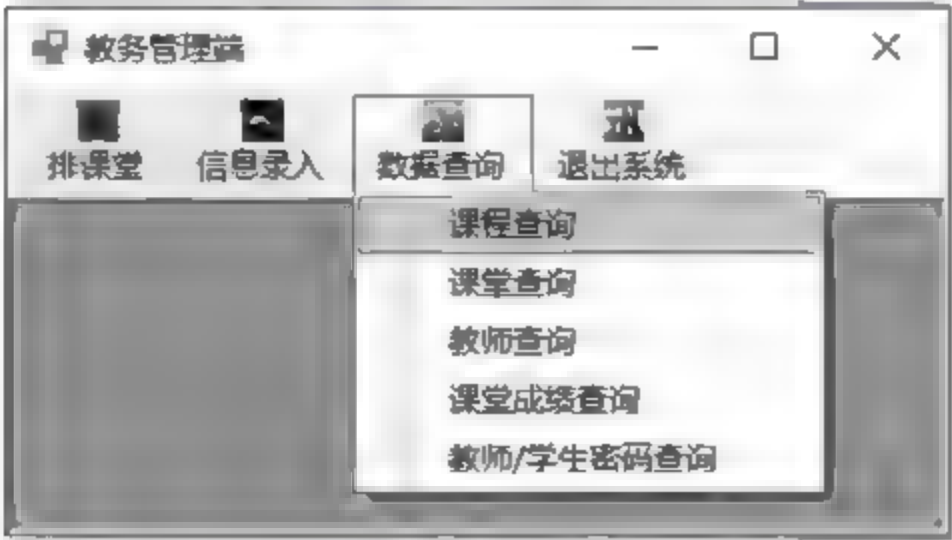 教务管理端
排课堂 信息录入 数据查询 退出系统
课程查询
课堂查询
教师查询
课堂成绩查询
教师/学生密码查询